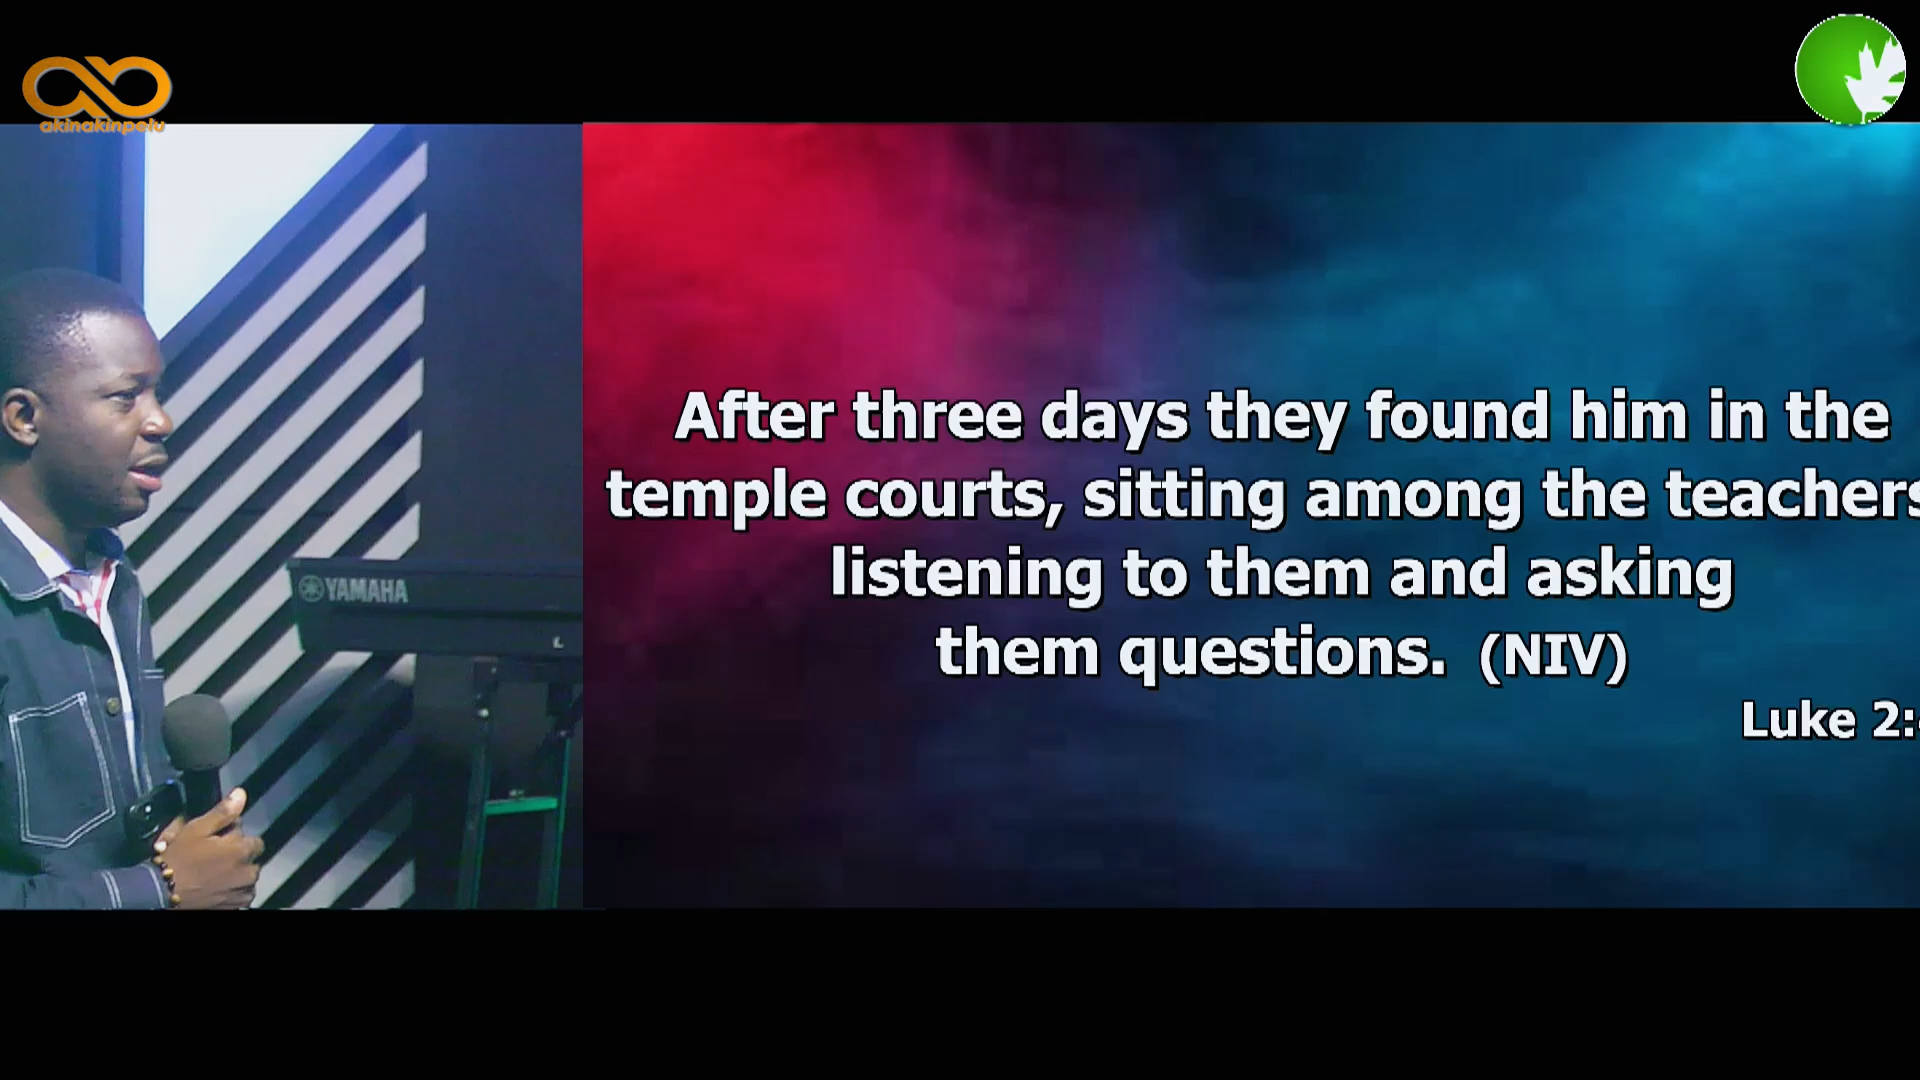 akinakinpelu
YAMAHA
After three days they found him in the
temple courts, sitting among the teachers
listening to them and asking
them questions. (NIV)
Luke 2: